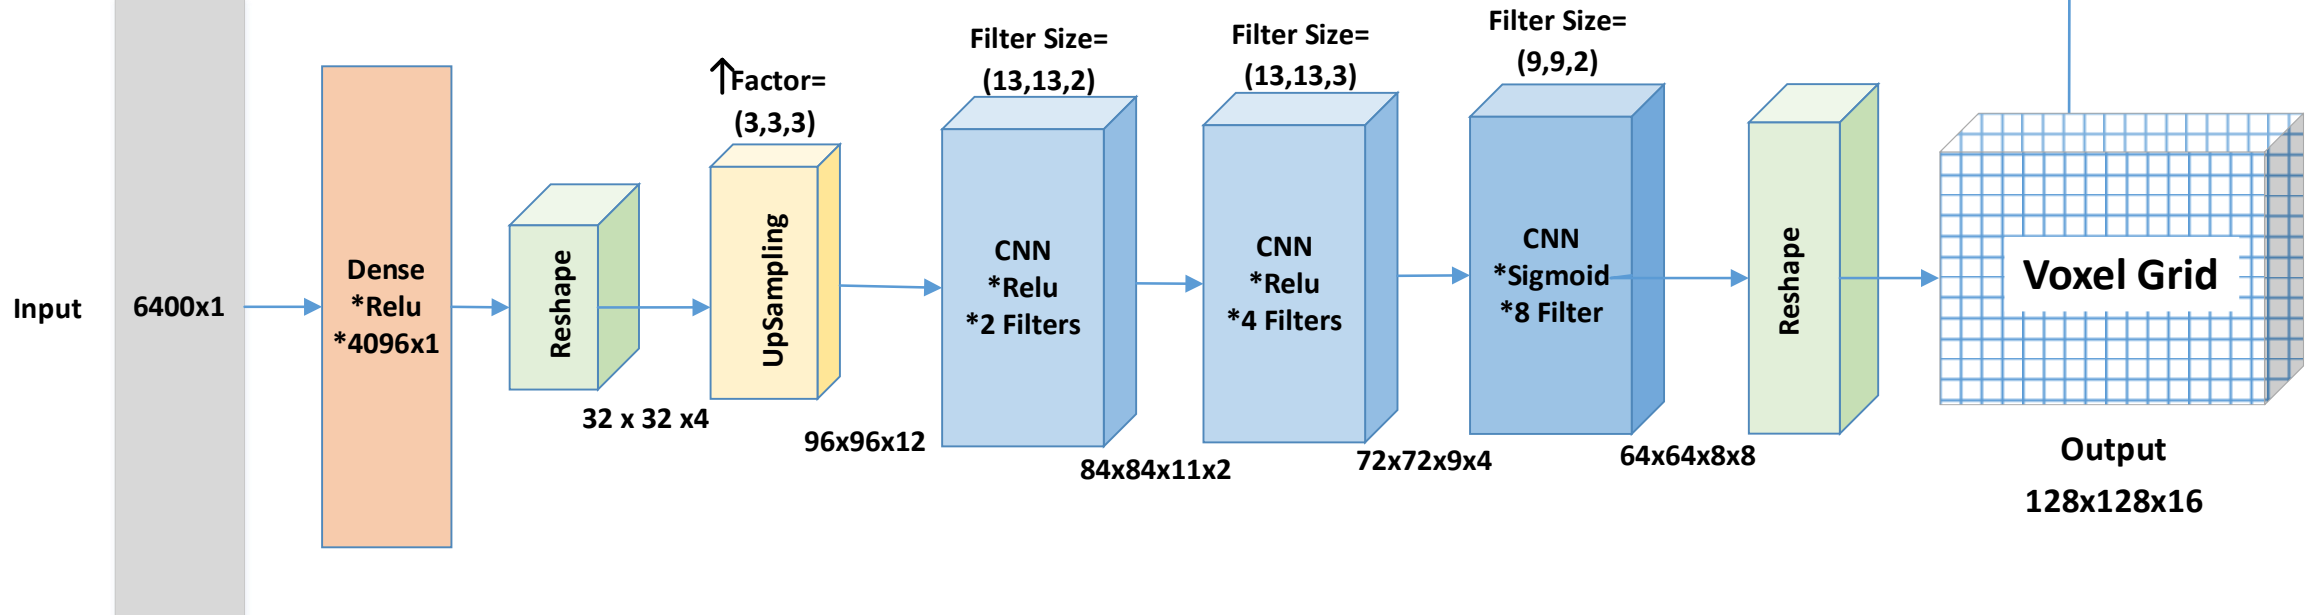 Input
6400x1
Dense
*Relu
*4096x1
Reshape
32 x 32 x4
↑Factor=
(3,3,3)
UpSampling
96x96x12
Filter Size=
(13,13,2)
CNN
*Relu
*2 Filters
84x84x11x2
Filter Size=
(13,13,3)
CNN
*Relu
*4 Filters
72x72x9x4
Filter Size=
(9,9,2)
CNN
*Sigmoid
*8 Filter
64x64x8x8
Reshape
Voxel Grid
Output
128x128x16